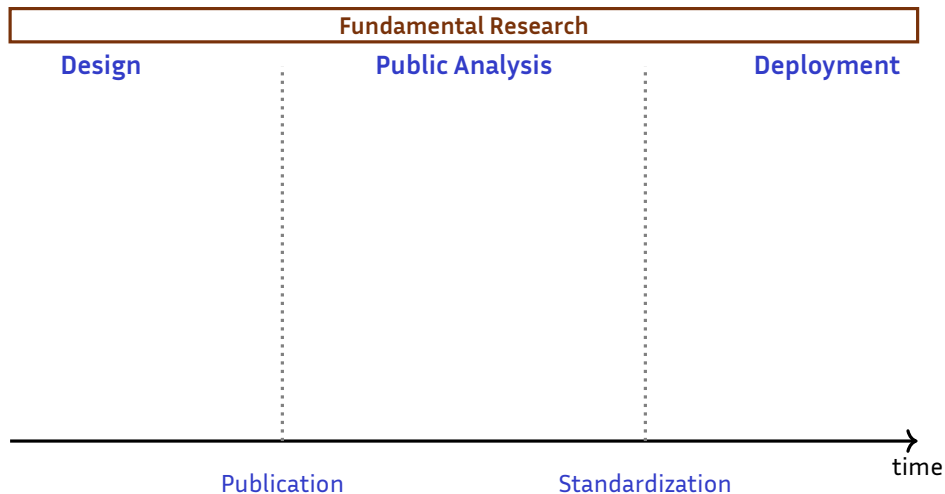 Fundamental Research
Design Public Analysis Deployment
time
Publication Standardization